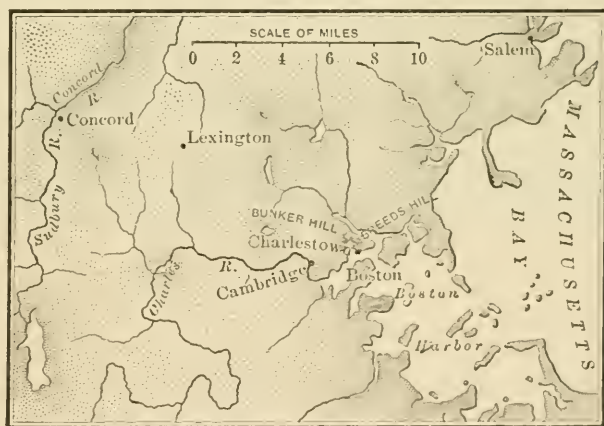 SCALE OF MILES
0 2 4 6 8 10
Salem
Concord R.
Concord
Lexington
Sudbury R.
MASSACHUSETTS
BAY
BUNKER HILL
BREEDS HILL
Charlestown
Charles R.
Cambridge
Boston
Boston
Harbor